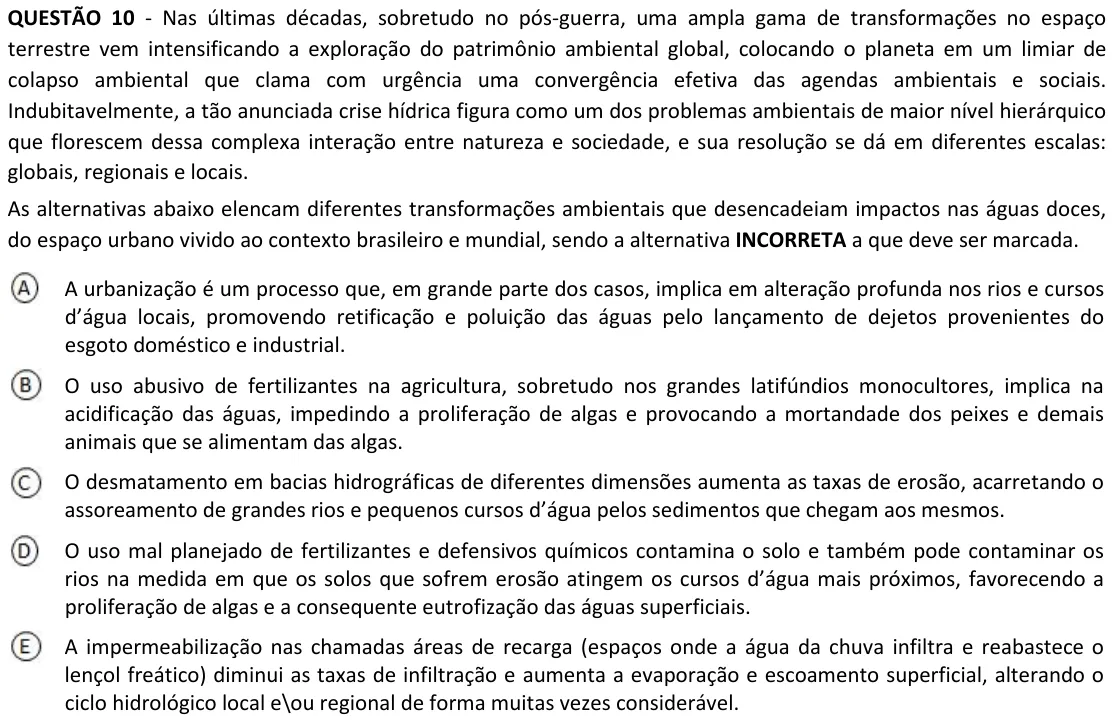 QUESTÃO 10 - Nas últimas décadas, sobretudo no pós-guerra, uma ampla gama de transformações no espaço
terrestre vem intensificando a exploração do patrimônio ambiental global, colocando o planeta em um limiar de
colapso ambiental que clama com urgência uma convergência efetiva das agendas ambientais e sociais.
Indubitavelmente, a tão anunciada crise hídrica figura como um dos problemas ambientais de maior nível hierárquico
que florescem dessa complexa interação entre natureza e sociedade, e sua resolução se dá em diferentes escalas:
globais, regionais e locais.
As alternativas abaixo elencam diferentes transformações ambientais que desencadeiam impactos nas águas doces,
do espaço urbano vivido ao contexto brasileiro e mundial, sendo a alternativa INCORRETA a que deve ser marcada.
A A urbanização é um processo que, em grande parte dos casos, implica em alteração profunda nos rios e cursos
d'água locais, promovendo retificação e poluição das águas pelo lançamento de dejetos provenientes do
esgoto doméstico e industrial.
B O uso abusivo de fertilizantes na agricultura, sobretudo nos grandes latifúndios monocultores, implica na
acidificação das águas, impedindo a proliferação de algas e provocando a mortandade dos peixes e demais
animais que se alimentam das algas.
C O desmatamento em bacias hidrográficas de diferentes dimensões aumenta as taxas de erosão, acarretando o
assoreamento de grandes rios e pequenos cursos d'água pelos sedimentos que chegam aos mesmos.
D O uso mal planejado de fertilizantes e defensivos químicos contamina o solo e também pode contaminar os
rios na medida em que os solos que sofrem erosão atingem os cursos d'água mais próximos, favorecendo a
proliferação de algas e a consequente eutrofização das águas superficiais.
E A impermeabilização nas chamadas áreas de recarga (espaços onde a água da chuva infiltra e reabastece o
lençol freático) diminui as taxas de infiltração e aumenta a evaporação e escoamento superficial, alterando o
ciclo hidrológico local e\ou regional de forma muitas vezes considerável.